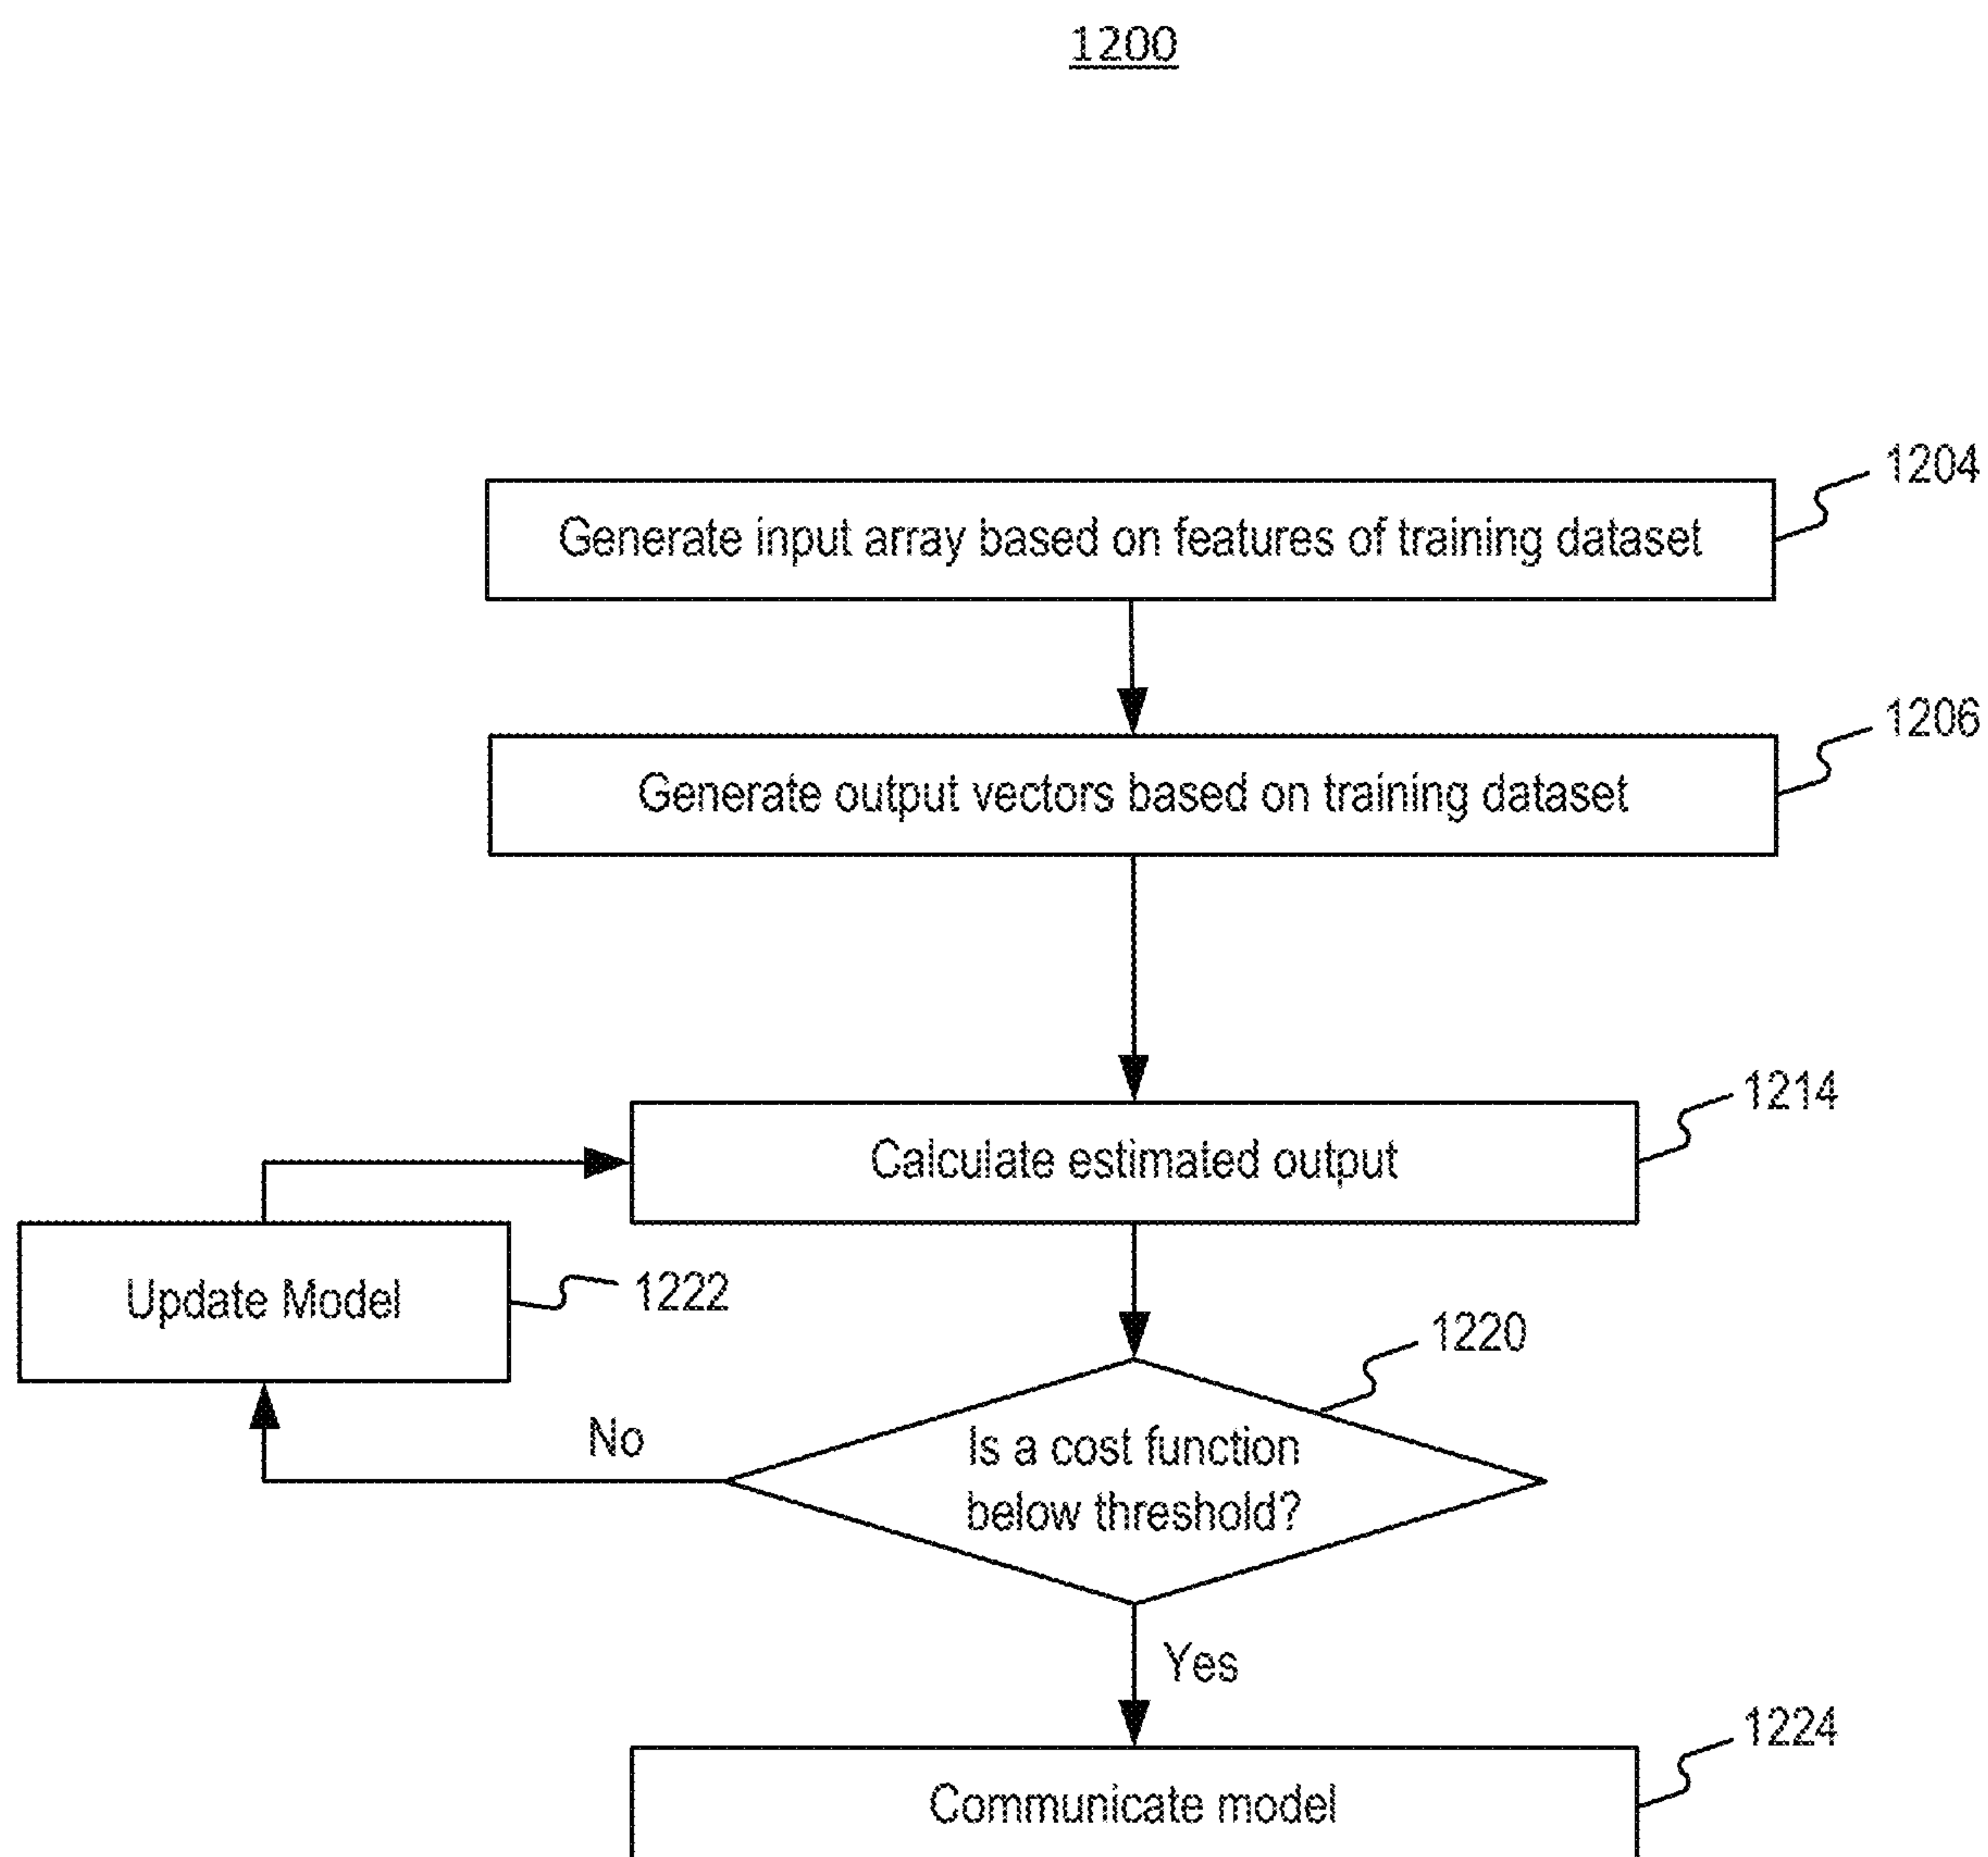 1200
1204
Generate input array based on features of training dataset
1206
Generate output vectors based on training dataset
1214
Calculate estimated output
Update Model
1222
1220
No
Is a cost function
below threshold?
Yes
1224
Communicate model